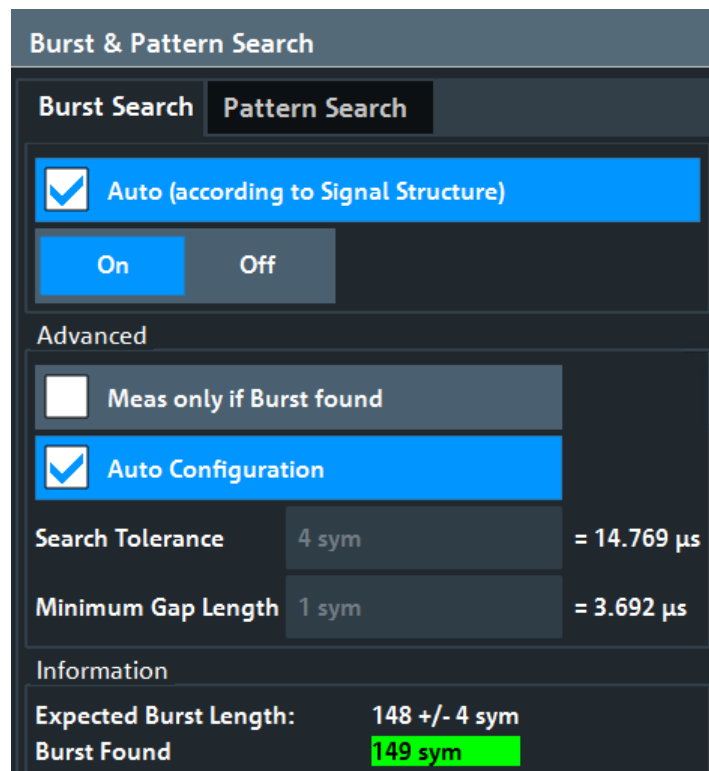 Burst & Pattern Search
Burst Search Pattern Search
Auto (according to Signal Structure)
On Off
Advanced
Meas only if Burst found
Auto Configuration
Search Tolerance 4 sym = 14.769 µs
Minimum Gap Length 1 sym = 3.692 µs
Information
Expected Burst Length: 148 +/- 4 sym
Burst Found 149 sym